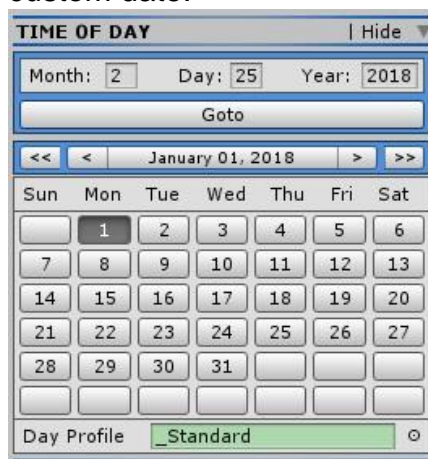 custom date.
TIME OF DAY | Hide ▼
Month: 2 Day: 25 Year: 2018
Goto
<< < January 01, 2018 > >>
Sun Mon Tue Wed Thu Fri Sat
1 2 3 4 5 6
7 8 9 10 11 12 13
14 15 16 17 18 19 20
21 22 23 24 25 26 27
28 29 30 31
Day Profile _Standard